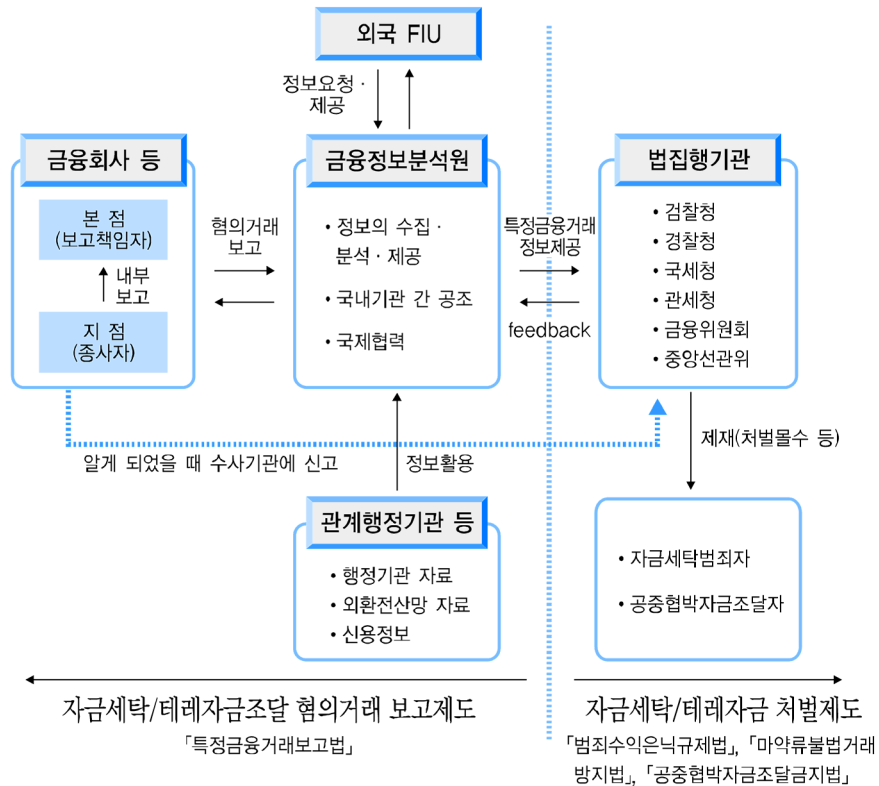 외국 FIU
정보요청 ·
제공
금융회사 등
본 점
(보고책임자)
내부
보고
지 점
(종사자)
혐의거래
보고
금융정보분석원
• 정보의 수집 ·
분석 · 제공
• 국내기관 간 공조
• 국제협력
특정금융거래
정보제공
feedback
법집행기관
• 검찰청
• 경찰청
• 국세청
• 관세청
• 금융위원회
• 중앙선관위
알게 되었을 때 수사기관에 신고
정보활용
제재(처벌몰수 등)
관계행정기관 등
• 행정기관 자료
• 외환전산망 자료
• 신용정보
• 자금세탁범죄자
• 공중협박자금조달자
자금세탁/테레자금조달 혐의거래 보고제도
「특정금융거래보고법」
자금세탁/테레자금 처벌제도
「범죄수익은닉규제법」, 「마약류불법거래
방지법」, 「공중협박자금조달금지법」